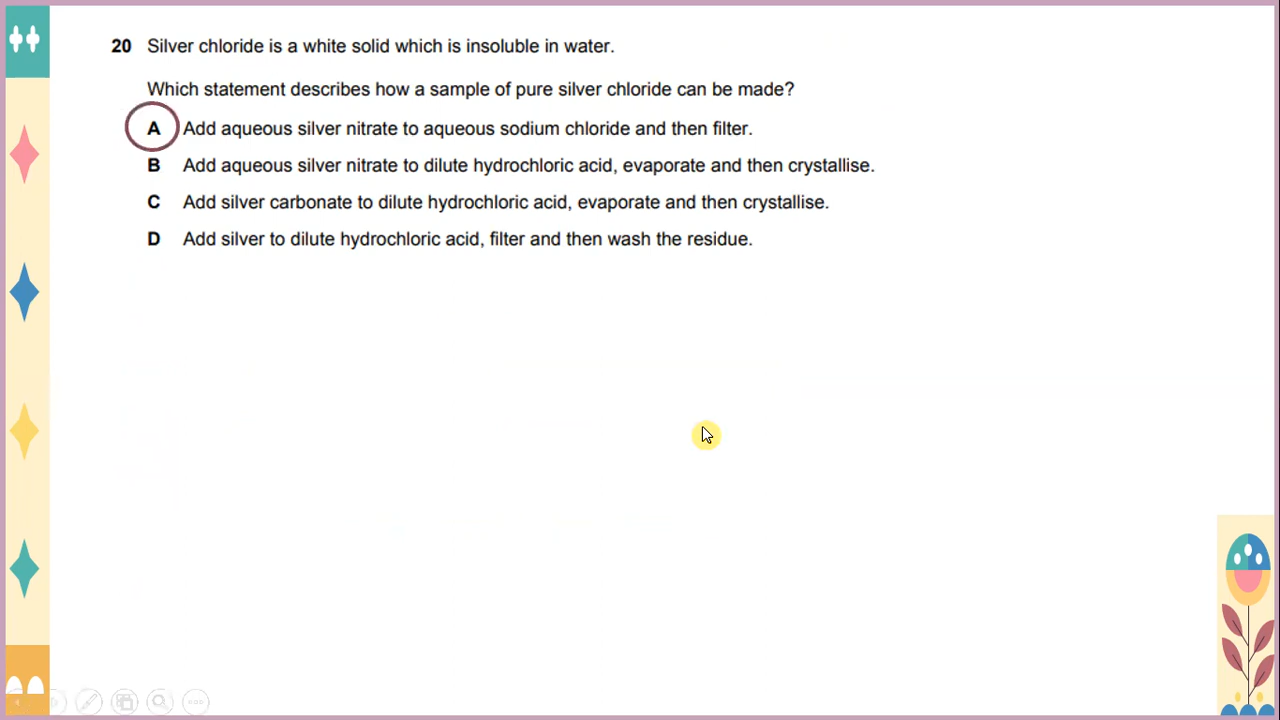 20 Silver chloride is a white solid which is insoluble in water.
Which statement describes how a sample of pure silver chloride can be made?
A Add aqueous silver nitrate to aqueous sodium chloride and then filter.
B Add aqueous silver nitrate to dilute hydrochloric acid, evaporate and then crystallise.
C Add silver carbonate to dilute hydrochloric acid, evaporate and then crystallise.
D Add silver to dilute hydrochloric acid, filter and then wash the residue.